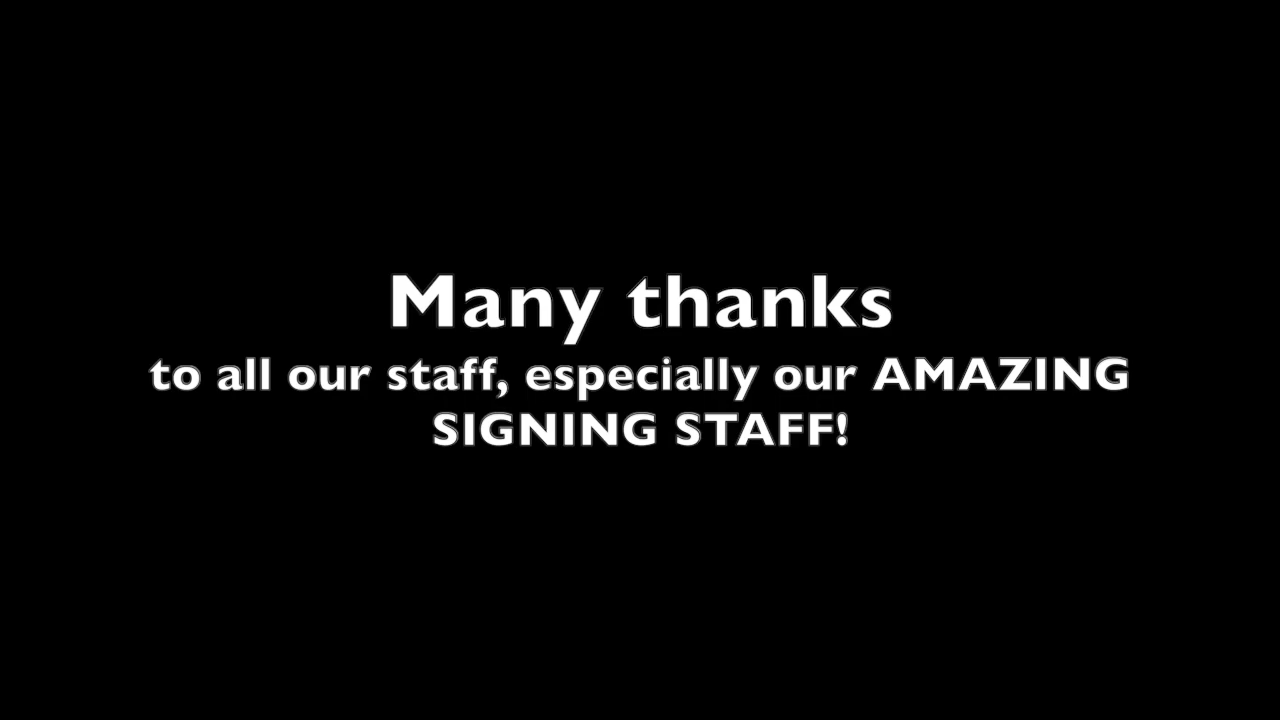 Many thanks
to all our staff, especially our AMAZING
SIGNING STAFF!